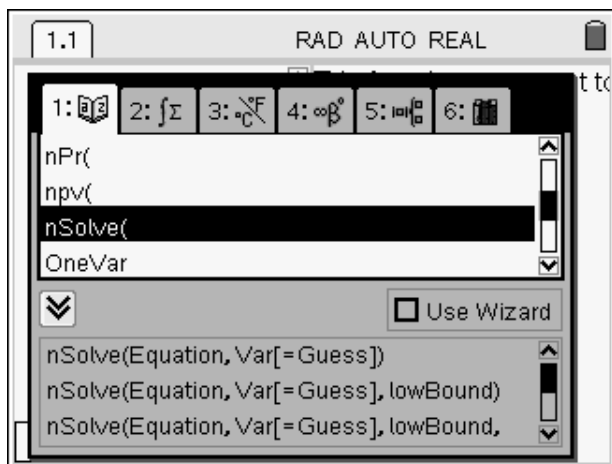 1.1 RAD AUTO REAL
1: 2: ∫Σ 3: °C°F 4: ∞β° 5: 6:
nPr(
npv(
nSolve(
OneVar
Use Wizard
nSolve(Equation, Var[=Guess])
nSolve(Equation, Var[=Guess], lowBound)
nSolve(Equation, Var[=Guess], lowBound,